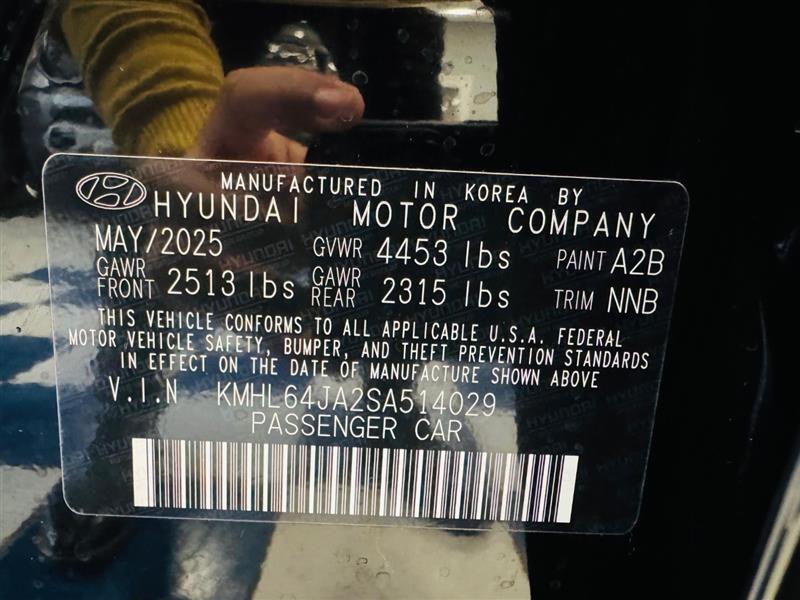 MANUFACTURED IN KOREA BY
HYUNDAI MOTOR COMPANY
MAY/2025 GVWR 4453 lbs PAINT A2B
GAWR FRONT 2513 lbs GAWR REAR 2315 lbs TRIM NNB
THIS VEHICLE CONFORMS TO ALL APPLICABLE U.S.A. FEDERAL
MOTOR VEHICLE SAFETY, BUMPER, AND THEFT PREVENTION STANDARDS
IN EFFECT ON THE DATE OF MANUFACTURE SHOWN ABOVE
V.I.N KMHL64JA2SA514029
PASSENGER CAR